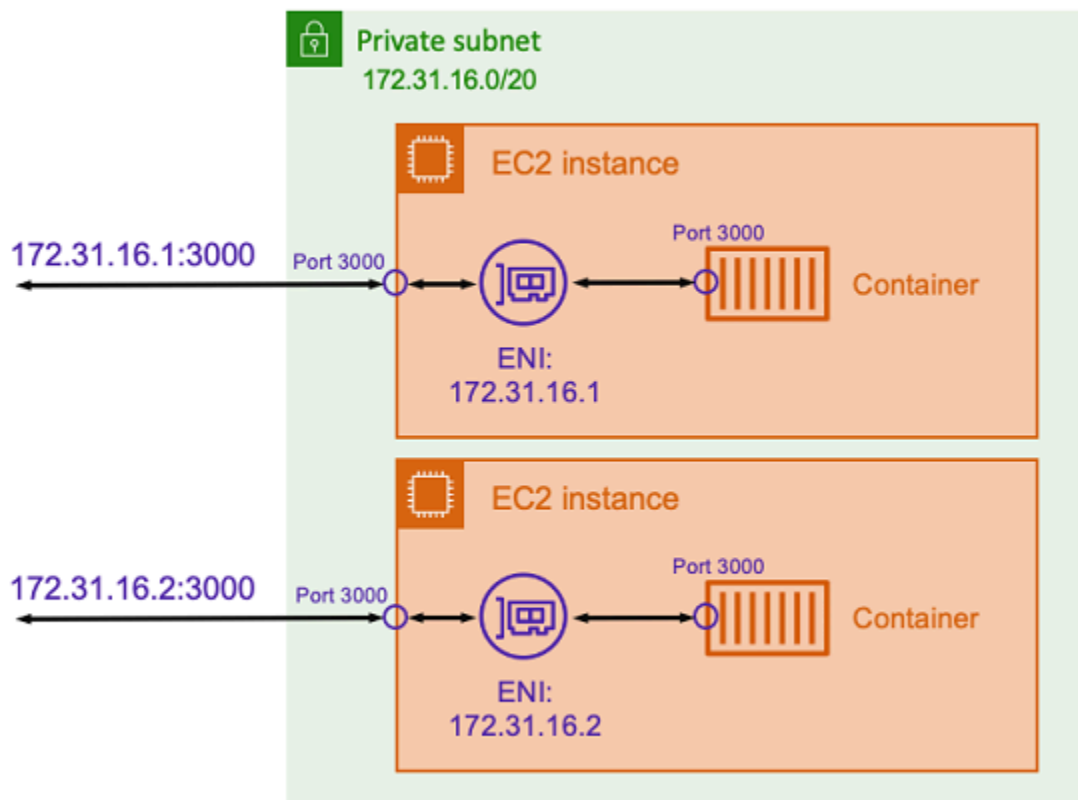 Private subnet
172.31.16.0/20
EC2 instance
172.31.16.1:3000
Port 3000
Port 3000
Container
ENI:
172.31.16.1
EC2 instance
172.31.16.2:3000
Port 3000
Port 3000
Container
ENI:
172.31.16.2